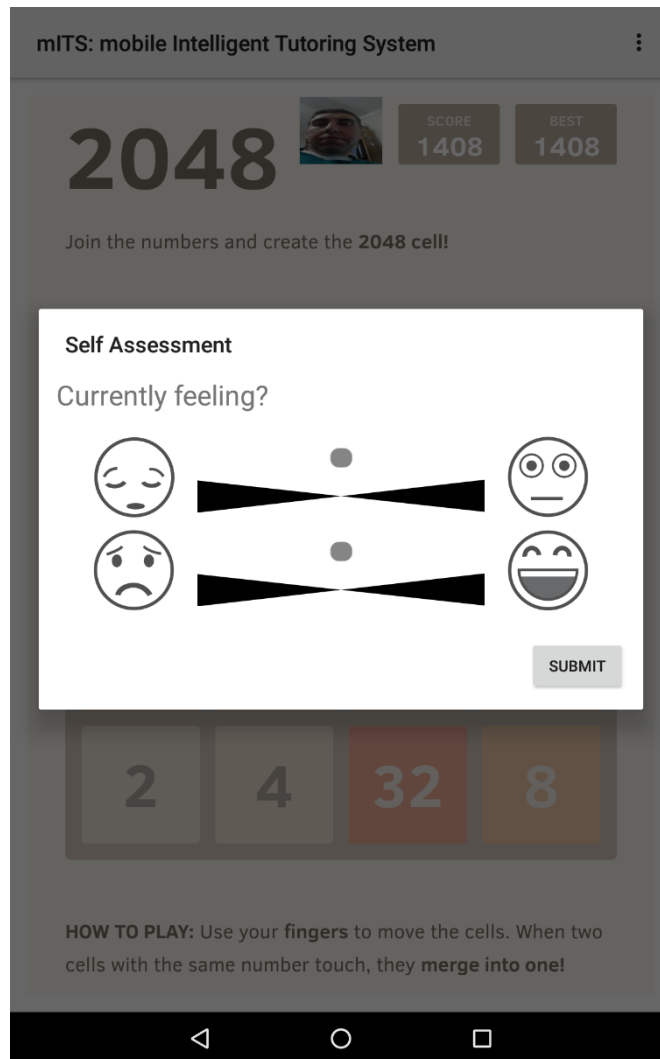 mITS: mobile Intelligent Tutoring System
2048
SCORE
1408
BEST
1408
Join the numbers and create the 2048 cell!
Self Assessment
Currently feeling?
SUBMIT
2 4 32 8
HOW TO PLAY: Use your fingers to move the cells. When two
cells with the same number touch, they merge into one!